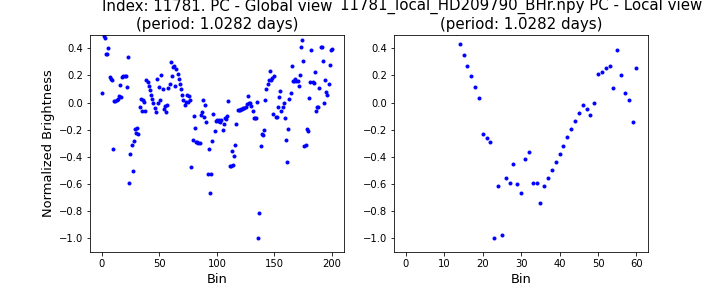 Index: 11781. PC - Global view
(period: 1.0282 days)
11781_local_HD209790_BHr.npy PC - Local view
(period: 1.0282 days)
Normalized Brightness
0.4
0.2
0.0
−0.2
−0.4
−0.6
−0.8
−1.0
0 50 100 150 200
Bin
0.4
0.2
0.0
−0.2
−0.4
−0.6
−0.8
−1.0
0 10 20 30 40 50 60
Bin